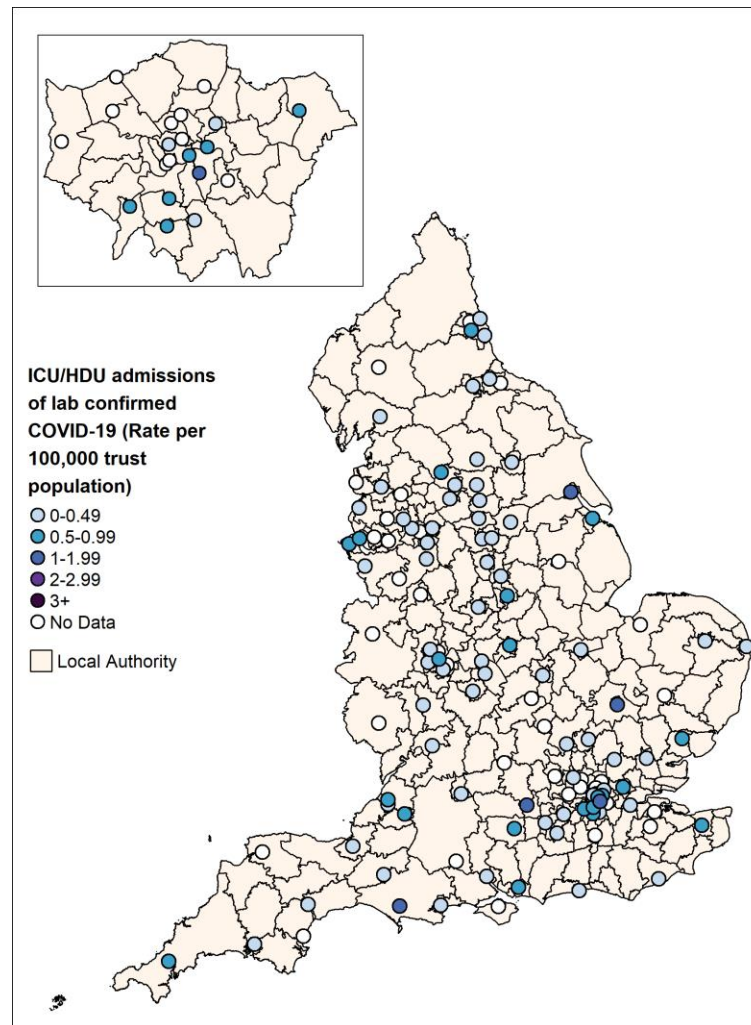 ICU/HDU admissions
of lab confirmed
COVID-19 (Rate per
100,000 trust
population)
0-0.49
0.5-0.99
1-1.99
2-2.99
3+
No Data
Local Authority